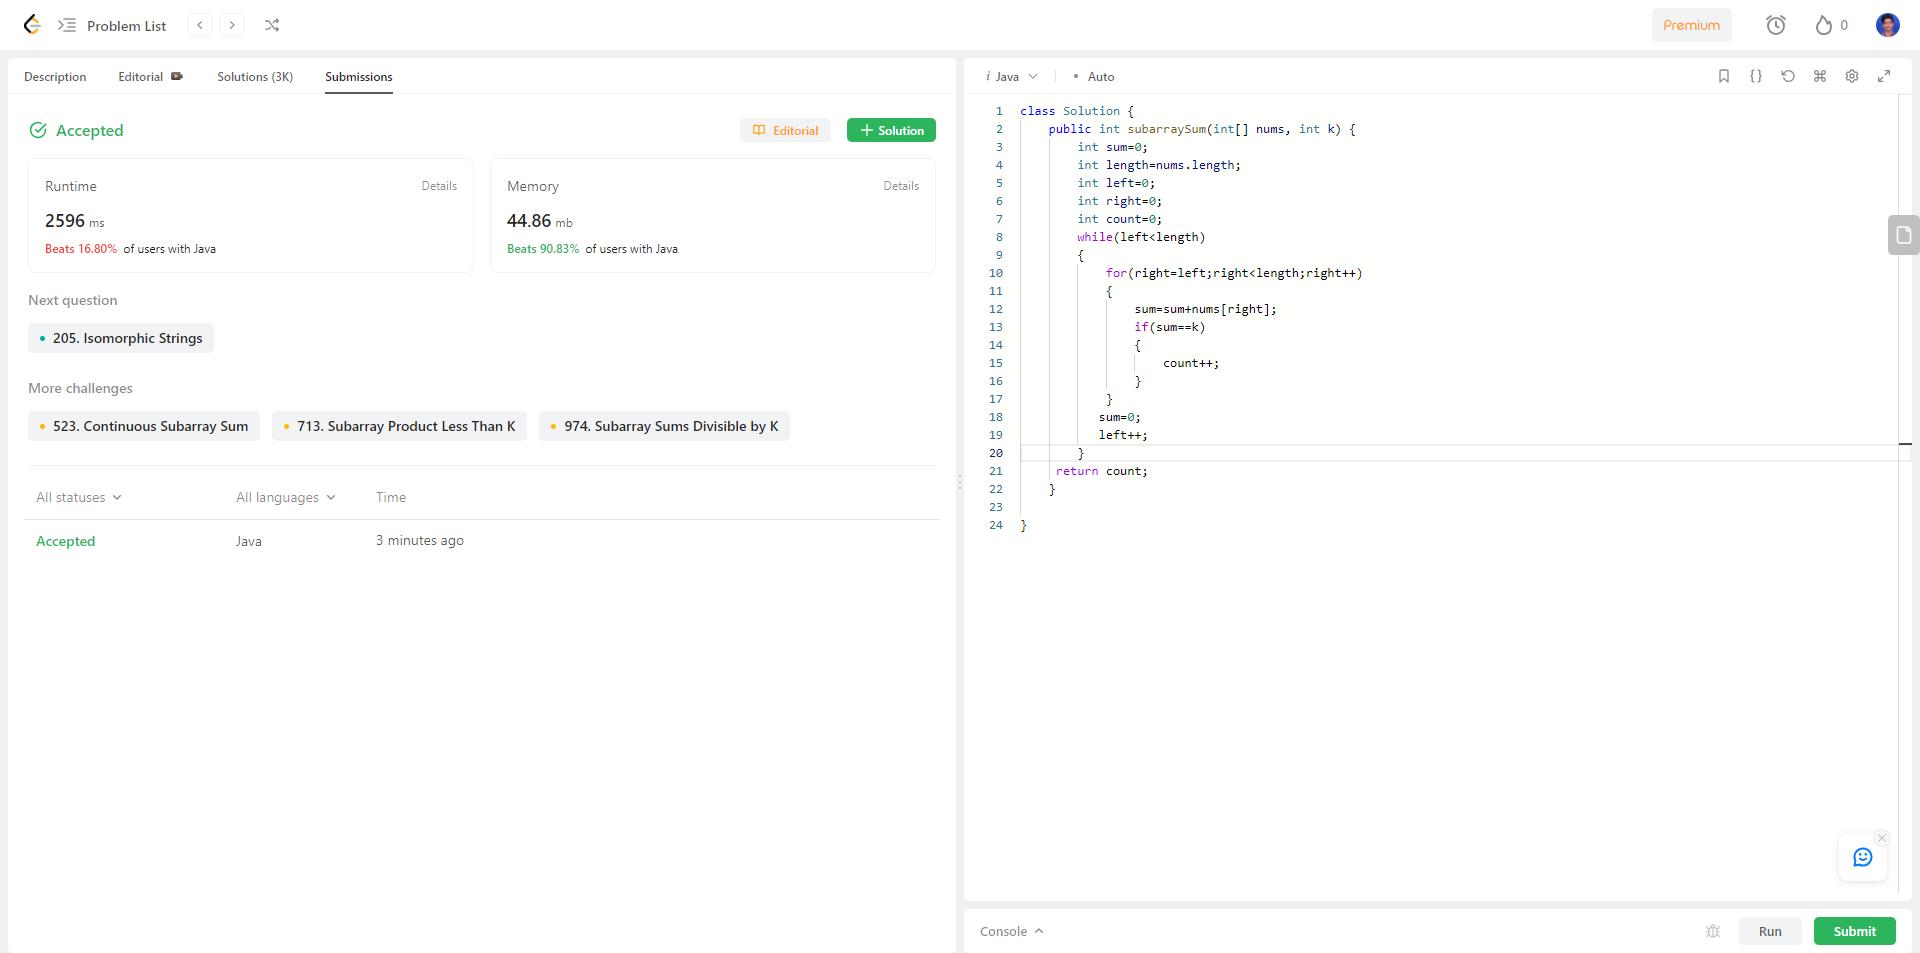 Problem List
Premium
0
Description Editorial Solutions (3K) Submissions
Accepted
Editorial
Solution
Runtime Details
2596 ms
Beats 16.80% of users with Java
Memory Details
44.86 mb
Beats 90.83% of users with Java
Next question
205. Isomorphic Strings
More challenges
523. Continuous Subarray Sum 713. Subarray Product Less Than K 974. Subarray Sums Divisible by K
All statuses All languages Time
Accepted Java 3 minutes ago
i Java • Auto
1 class Solution {
2     public int subarraySum(int[] nums, int k) {
3         int sum=0;
4         int length=nums.length;
5         int left=0;
6         int right=0;
7         int count=0;
8         while(left<length)
9         {
10             for(right=left;right<length;right++)
11             {
12                 sum=sum+nums[right];
13                 if(sum==k)
14                 {
15                     count++;
16                 }
17             }
18            sum=0;
19            left++;
20         }
21      return count;
22     }
23
24 }
Console
Run
Submit